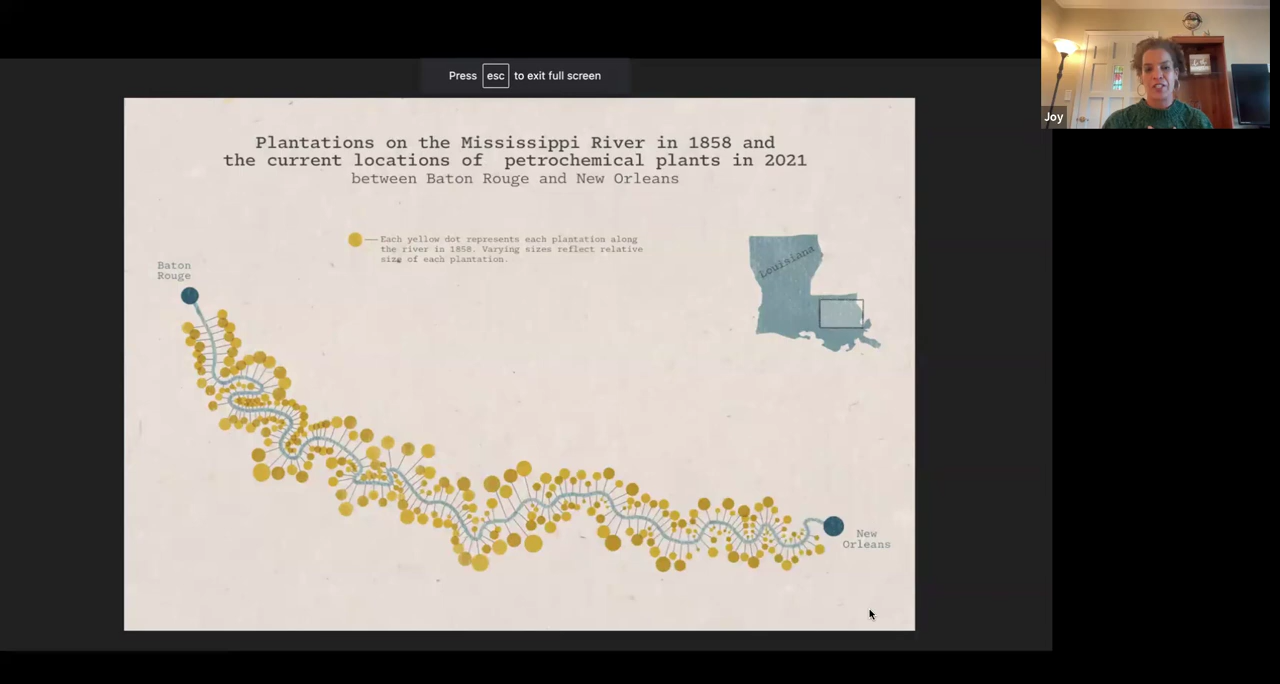 Press esc to exit full screen
Joy
Plantations on the Mississippi River in 1858 and
the current locations of petrochemical plants in 2021
between Baton Rouge and New Orleans
Each yellow dot represents each plantation along
the river in 1858. Varying sizes reflect relative
size of each plantation.
Louisiana
Baton
Rouge
New
Orleans